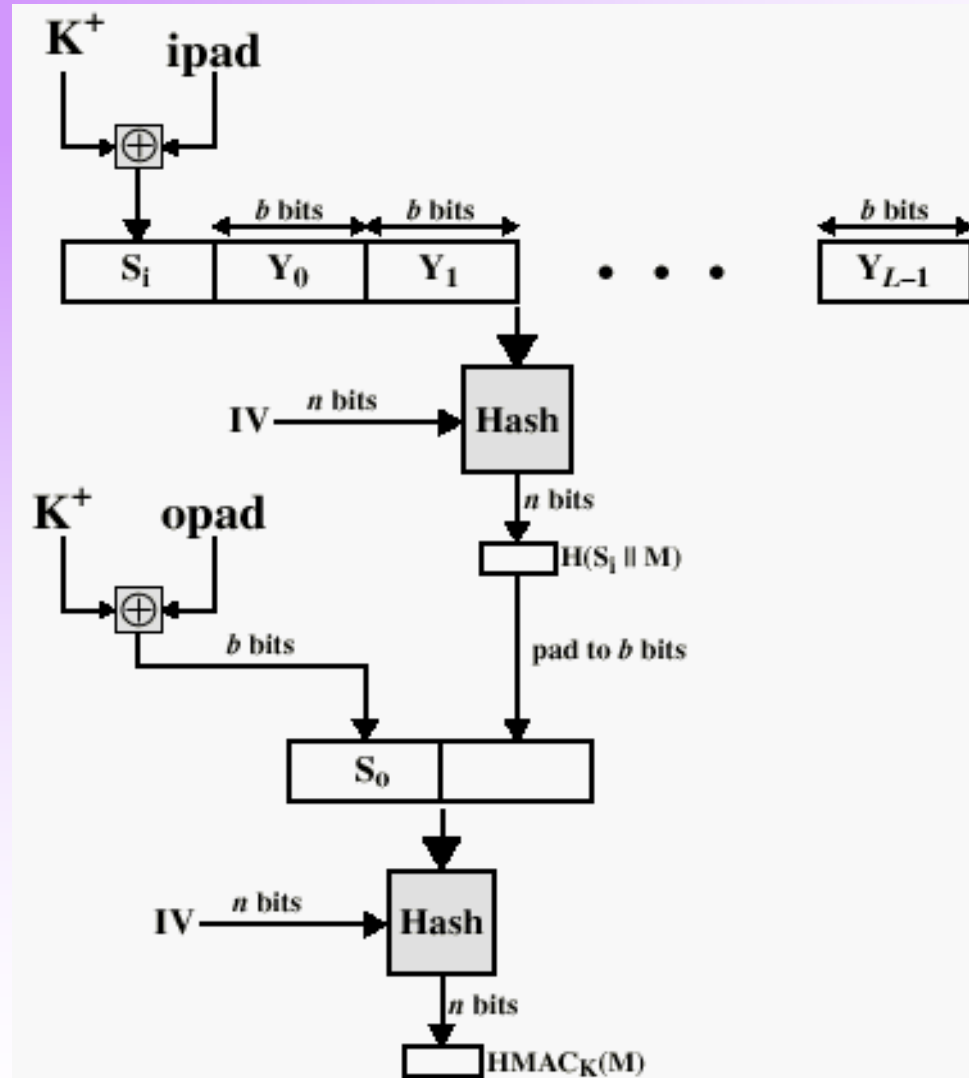 K+ ipad
b bits b bits b bits
Si Y0 Y1 • • • YL−1
IV n bits Hash
n bits
K+ opad
H(Si || M)
b bits pad to b bits
So
IV n bits Hash
n bits
HMACK(M)